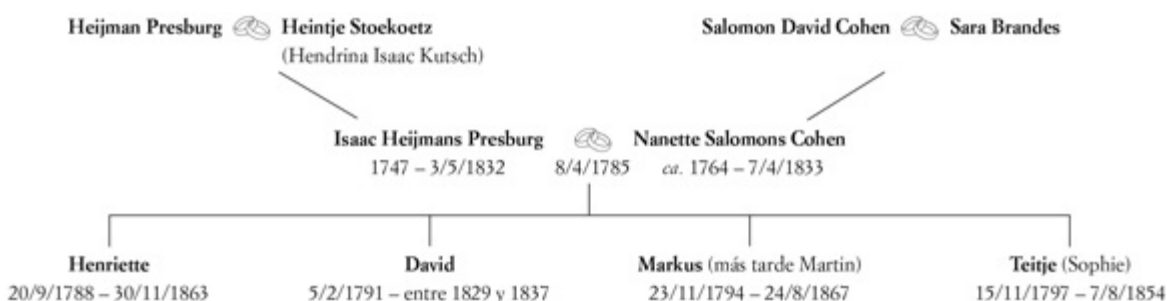 Heijman Presburg Heintje Stoekoetz Salomon David Cohen Sara Brandes
(Hendrina Isaac Kutsch)
Isaac Heijmans Presburg Nanette Salomons Cohen
1747 – 3/5/1832 8/4/1785 ca. 1764 – 7/4/1833
Henriette David Markus (más tarde Martin) Teitje (Sophie)
20/9/1788 – 30/11/1863 5/2/1791 – entre 1829 y 1837 23/11/1794 – 24/8/1867 15/11/1797 – 7/8/1854